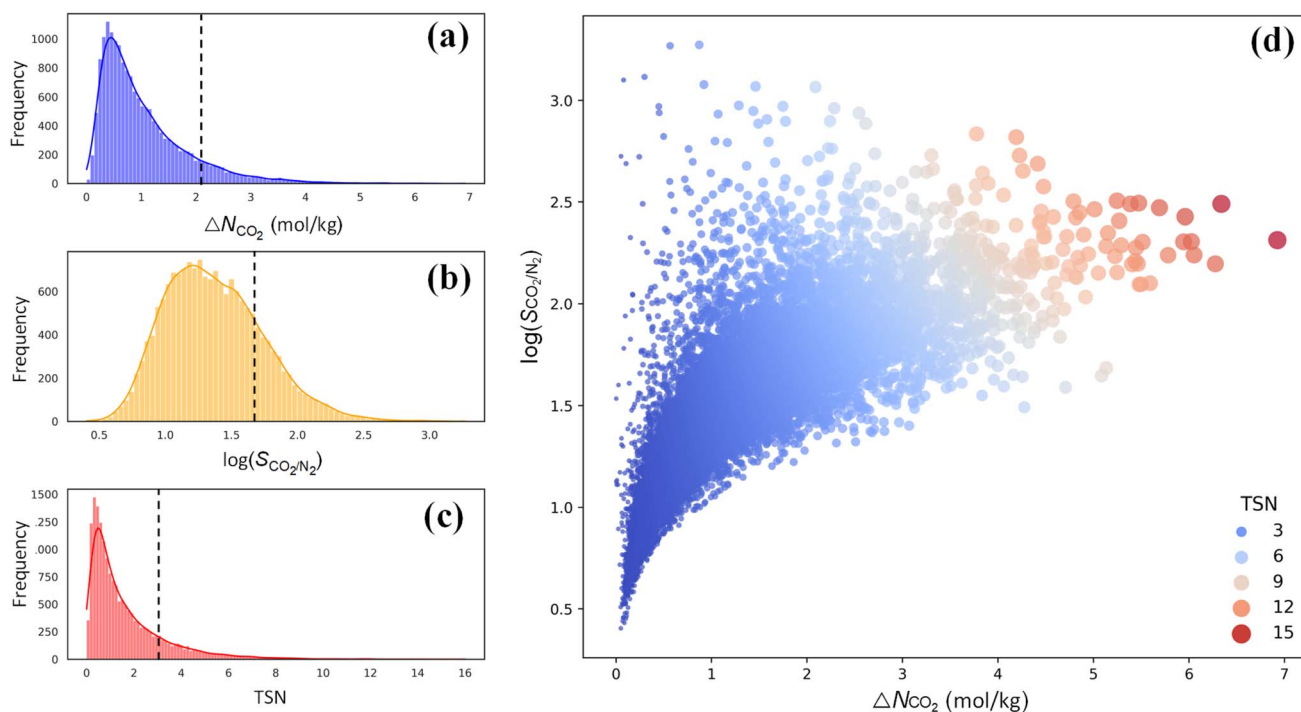 (a)
Frequency
1000
800
600
400
200
0
0 1 2 3 4 5 6 7
△NCO₂ (mol/kg)
(b)
Frequency
600
400
200
0
0.5 1.0 1.5 2.0 2.5 3.0
log(SCO₂/N₂)
(c)
Frequency
1500
.1250
.1000
750
500
250
0
0 2 4 6 8 10 12 14 16
TSN
(d)
log(SCO₂/N₂)
3.0
2.5
2.0
1.5
1.0
0.5
0 1 2 3 4 5 6 7
△NCO₂ (mol/kg)
TSN
3
6
9
12
15